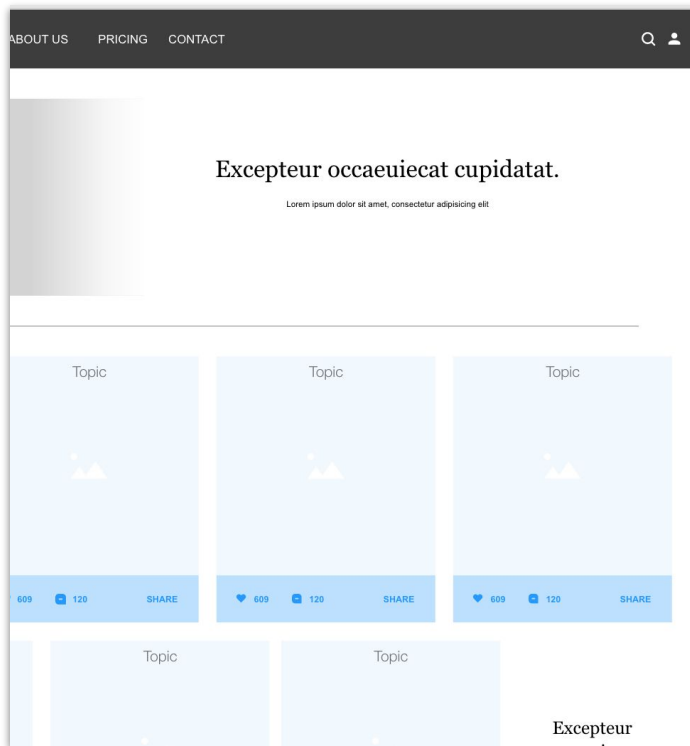 ABOUT US PRICING CONTACT
Excepteur occaeuiecat cupidatat.
Lorem ipsum dolor sit amet, consectetur adipisicing elit
Topic Topic Topic
609 120 SHARE 609 120 SHARE 609 120 SHARE
Topic Topic
Excepteur